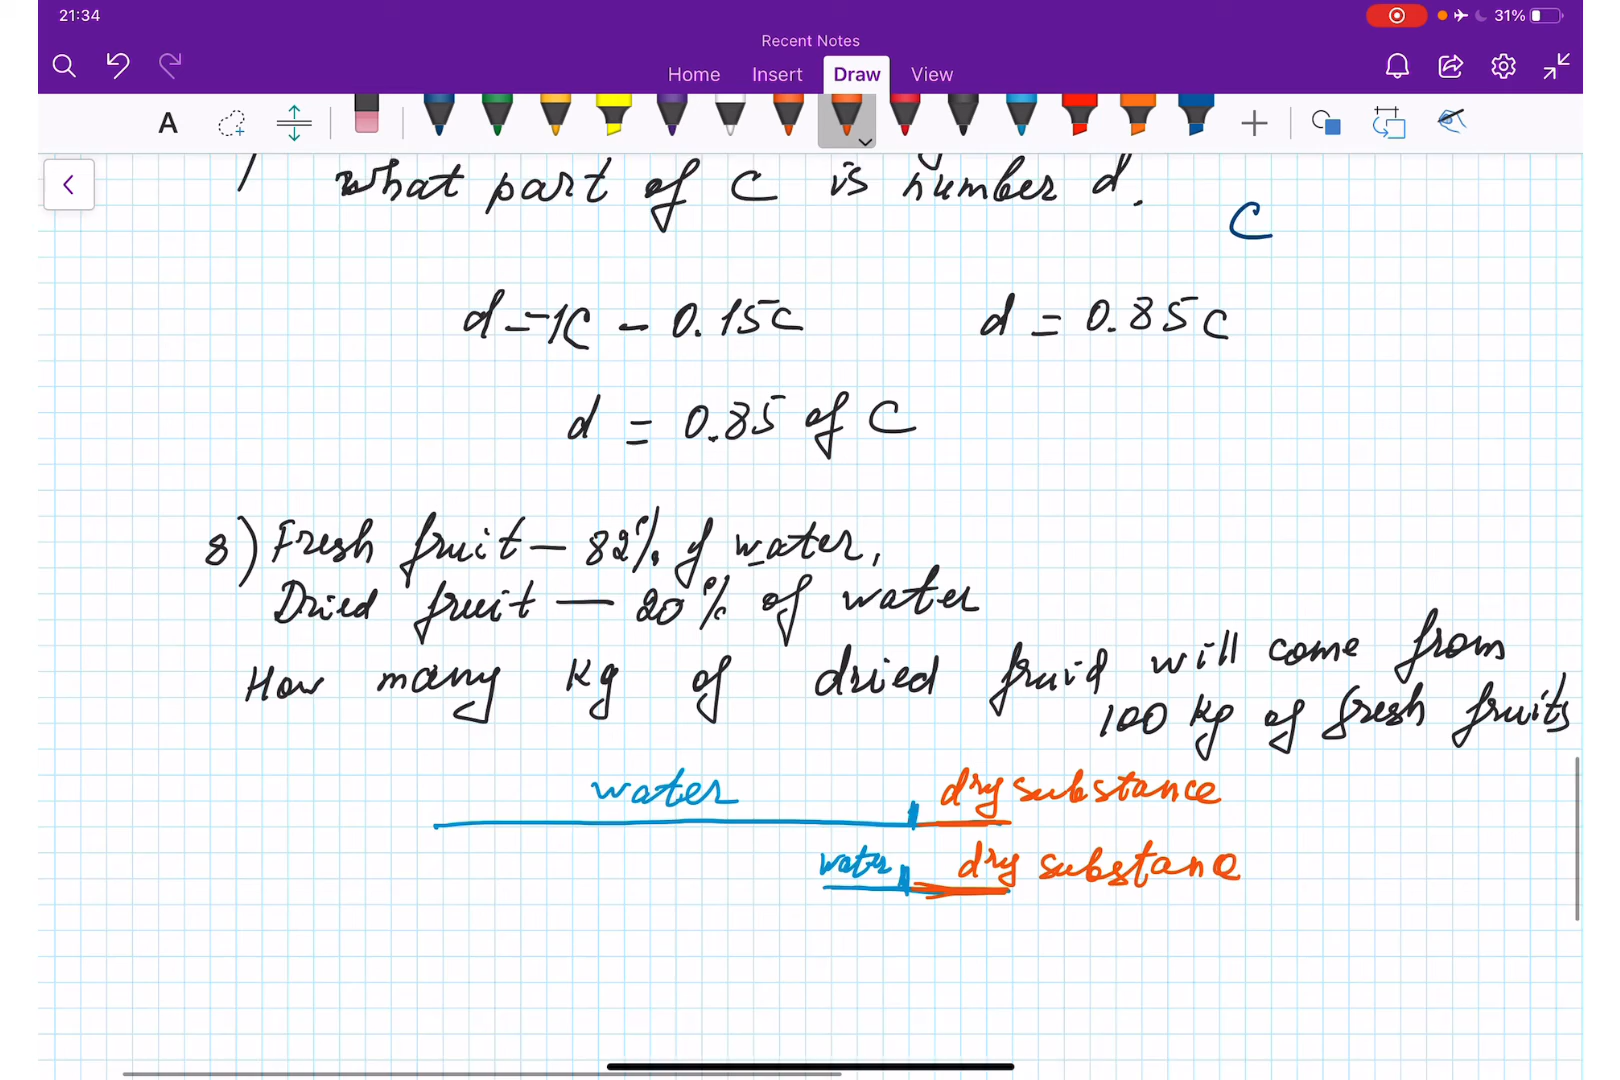 21:34
31%
Recent Notes
Home Insert Draw View
A
what part of C is number d.
C
d = 1C - 0.15C d = 0.85C
d = 0.85 of C
8) Fresh fruit - 82% of water,
Dried fruit - 20% of water
How many kg of dried fruid will come from
100 kg of fresh fruits
water dry substance
water dry substance